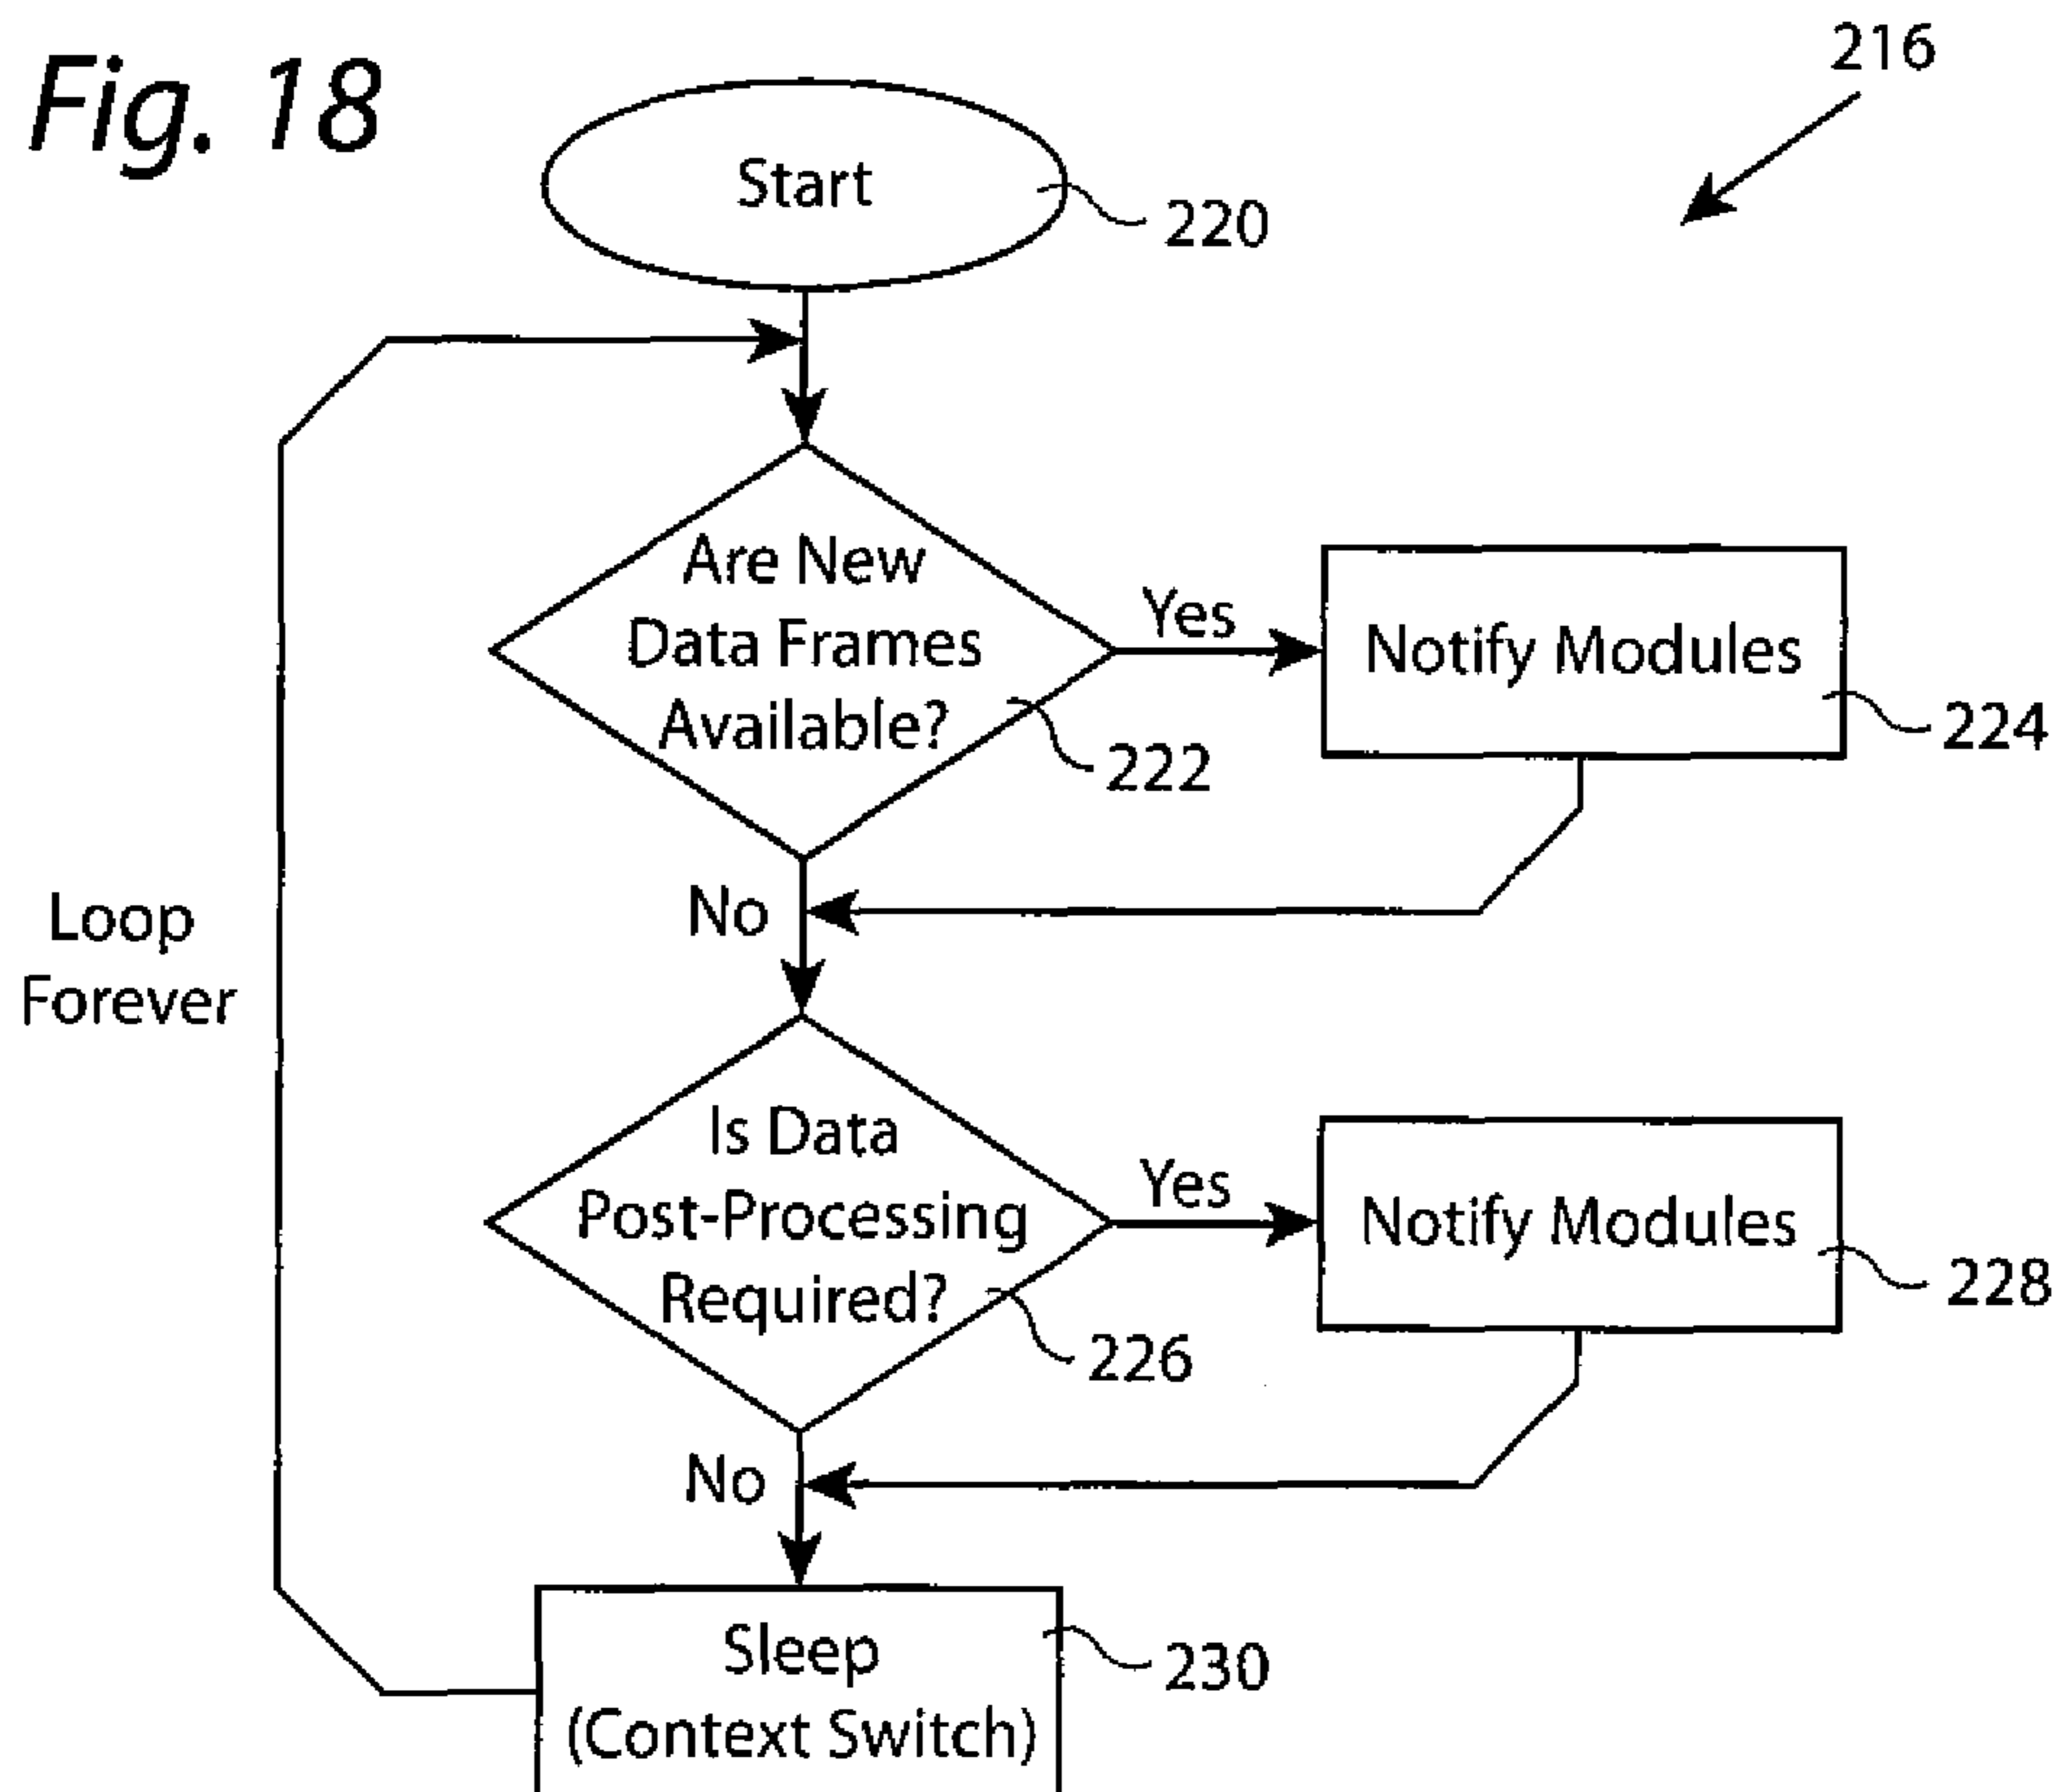 Fig. 18
216
Start
220
Are New
Data Frames
Available?
222
Yes
Notify Modules
224
No
Loop
Forever
Is Data
Post-Processing
Required?
226
Yes
Notify Modules
228
No
Sleep
(Context Switch)
230